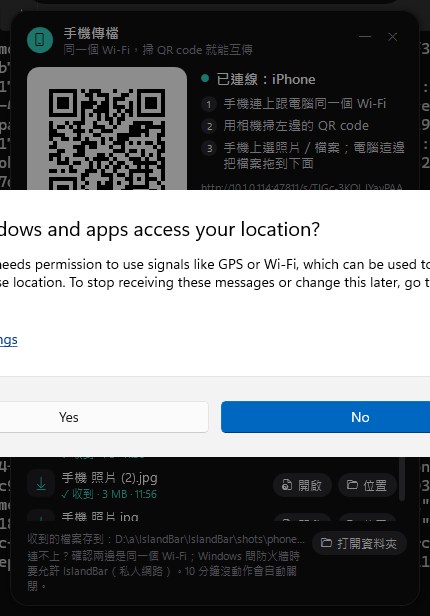 手機傳檔
同一個 Wi-Fi，掃 QR code 就能互傳
已連線：iPhone
1 手機連上跟電腦同一個 Wi-Fi
2 用相機掃左邊的 QR code
3 手機上選照片 / 檔案；電腦這邊
把檔案拖到下面
dows and apps access your location?
needs permission to use signals like GPS or Wi-Fi, which can be used to
se location. To stop receiving these messages or change this later, go t
ngs
Yes
No
手機 照片 (2).jpg
✓ 收到 · 3 MB · 11:56
開啟
位置
手機 照片.jpg
收到的檔案存到：D:\a\IslandBar\IslandBar\shots\phone...
連不上？確認兩邊是同一個 Wi-Fi；Windows 問防火牆時
要允許 IslandBar（私人網路）。10 分鐘沒動作會自動關
閉。
打開資料夾